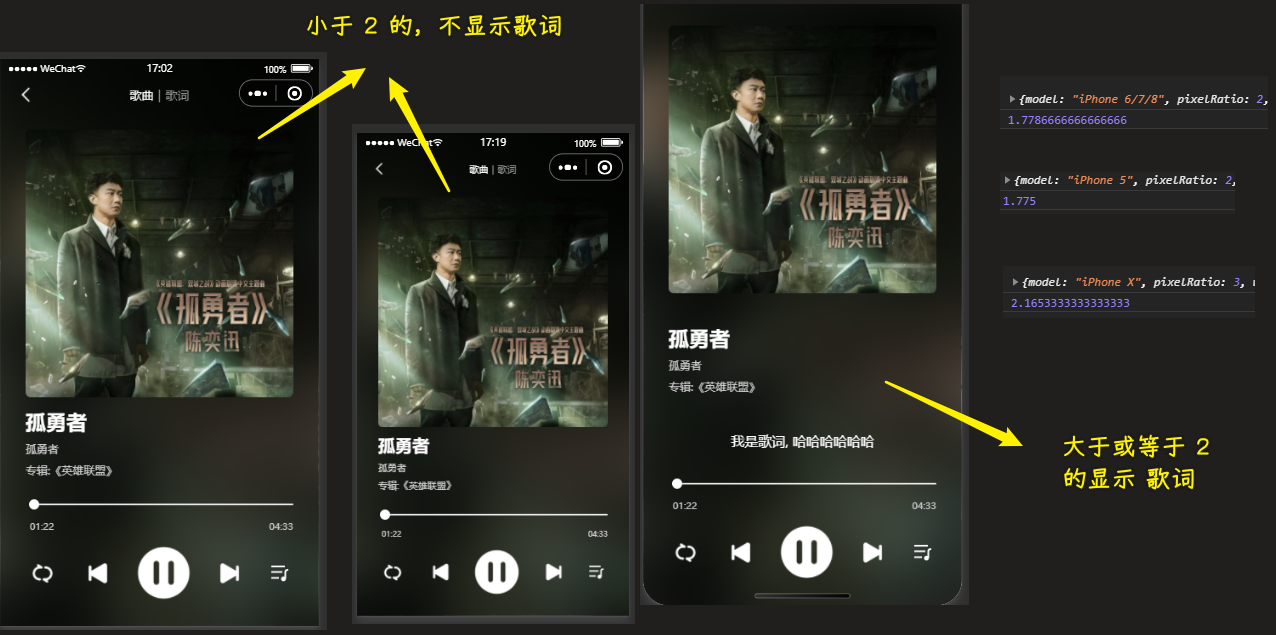 小于 2 的, 不显示歌词
WeChat 17:02 100%
歌曲 | 歌词
《孤勇者》
陈奕迅
孤勇者
孤勇者
专辑:《英雄联盟》
01:22 04:33
WeChat 17:19 100%
歌曲 | 歌词
《孤勇者》
陈奕迅
孤勇者
孤勇者
专辑:《英雄联盟》
01:22 04:33
《孤勇者》
陈奕迅
孤勇者
孤勇者
专辑:《英雄联盟》
我是歌词, 哈哈哈哈哈哈
01:22 04:33
{model: "iPhone 6/7/8", pixelRatio: 2,
1.7786666666666666
{model: "iPhone 5", pixelRatio: 2,
1.775
{model: "iPhone X", pixelRatio: 3,
2.1653333333333333
大于或等于 2
的显示 歌词